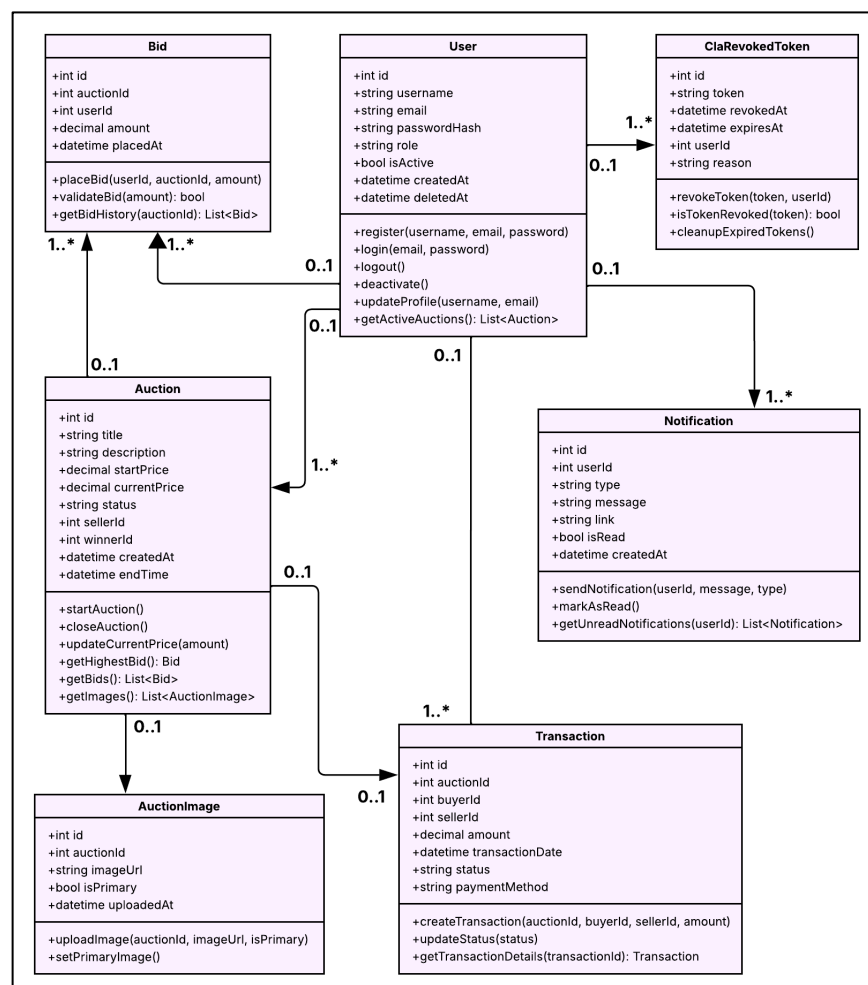 Bid
+int id
+int auctionId
+int userId
+decimal amount
+datetime placedAt
+placeBid(userId, auctionId, amount)
+validateBid(amount): bool
+getBidHistory(auctionId): List<Bid>
User
+int id
+string username
+string email
+string passwordHash
+string role
+bool isActive
+datetime createdAt
+datetime deletedAt
+register(username, email, password)
+login(email, password)
+logout()
+deactivate()
+updateProfile(username, email)
+getActiveAuctions(): List<Auction>
ClaRevokedToken
+int id
+string token
+datetime revokedAt
+datetime expiresAt
+int userId
+string reason
+revokeToken(token, userId)
+isTokenRevoked(token): bool
+cleanupExpiredTokens()
1..*
0..1
1..*
1..*
0..1
0..1
0..1
0..1
0..1
1..*
1..*
Auction
+int id
+string title
+string description
+decimal startPrice
+decimal currentPrice
+string status
+int sellerId
+int winnerId
+datetime createdAt
+datetime endTime
+startAuction()
+closeAuction()
+updateCurrentPrice(amount)
+getHighestBid(): Bid
+getBids(): List<Bid>
+getImages(): List<AuctionImage>
Notification
+int id
+int userId
+string type
+string message
+string link
+bool isRead
+datetime createdAt
+sendNotification(userId, message, type)
+markAsRead()
+getUnreadNotifications(userId): List<Notification>
0..1
1..*
0..1
0..1
AuctionImage
+int id
+int auctionId
+string imageUrl
+bool isPrimary
+datetime uploadedAt
+uploadImage(auctionId, imageUrl, isPrimary)
+setPrimaryImage()
Transaction
+int id
+int auctionId
+int buyerId
+int sellerId
+decimal amount
+datetime transactionDate
+string status
+string paymentMethod
+createTransaction(auctionId, buyerId, sellerId, amount)
+updateStatus(status)
+getTransactionDetails(transactionId): Transaction